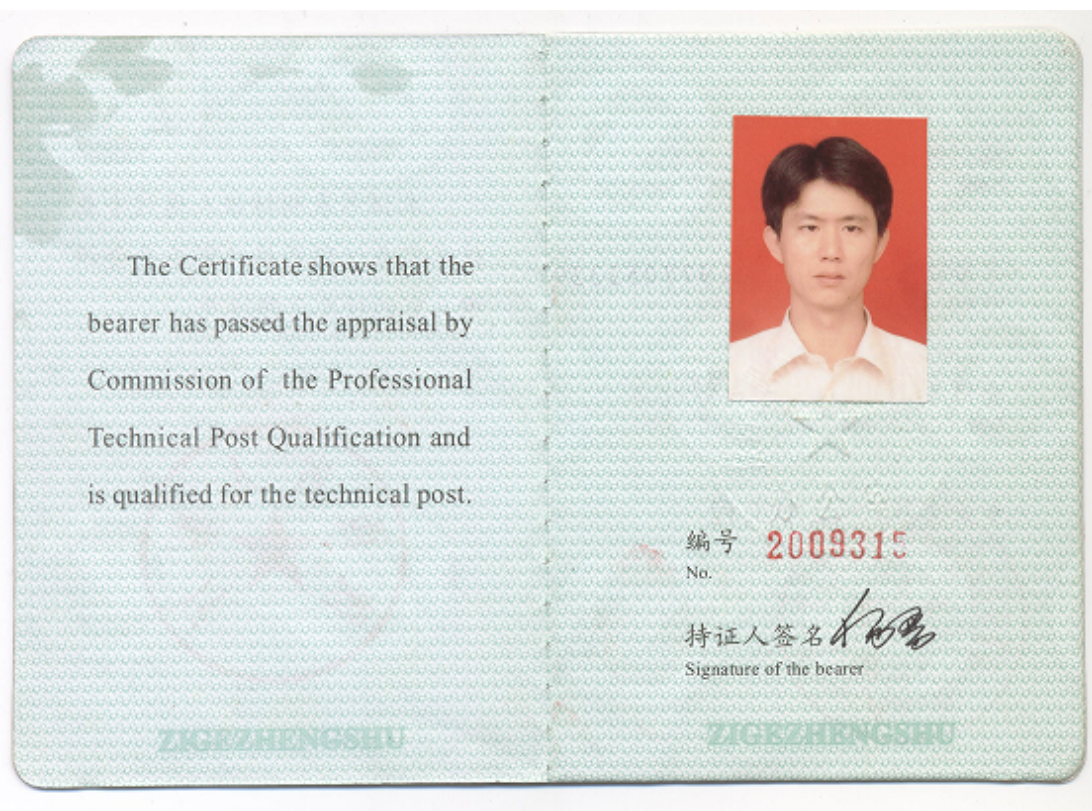 The Certificate shows that the
bearer has passed the appraisal by
Commission of the Professional
Technical Post Qualification and
is qualified for the technical post.
ZIGEZHENGSHU
编号 2009315
No.
持证人签名
Signature of the bearer
ZIGEZHENGSHU